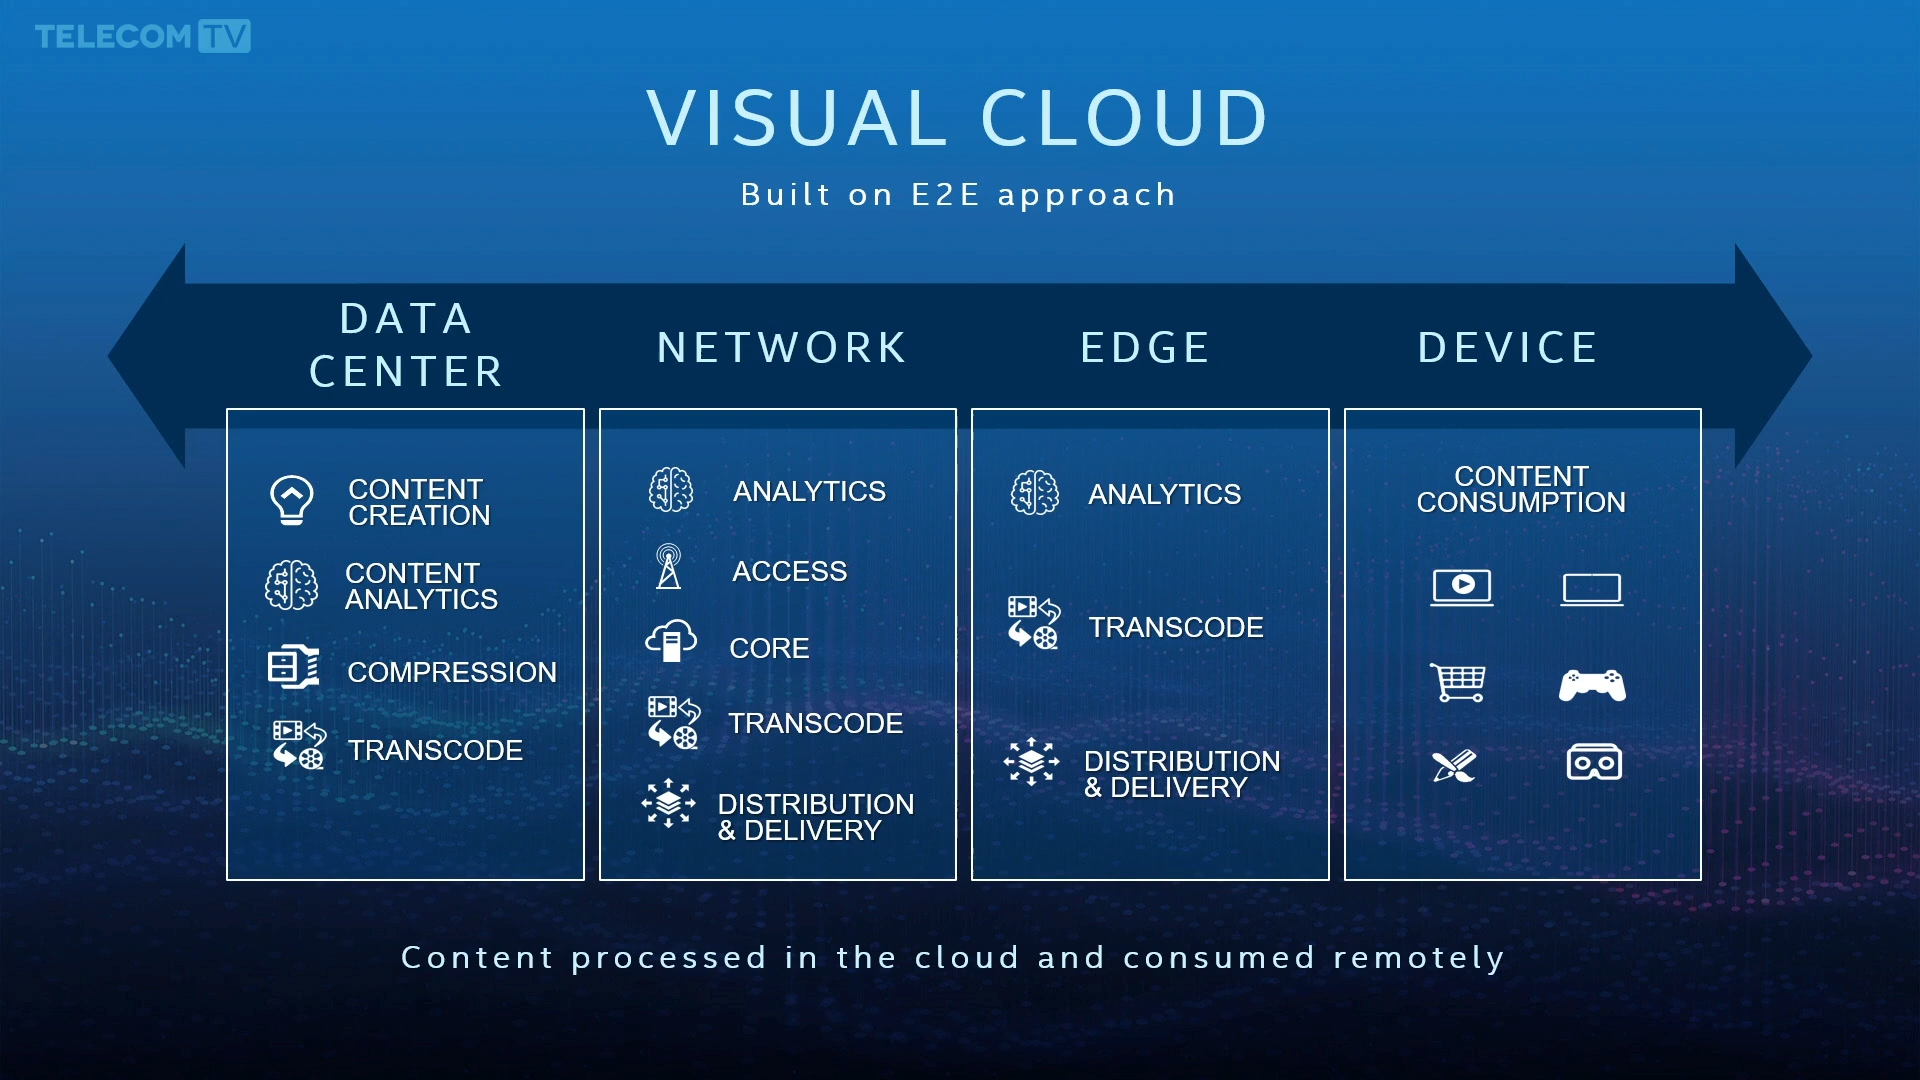 TELECOM TV
VISUAL CLOUD
Built on E2E approach
DATA
CENTER
NETWORK
EDGE
DEVICE
CONTENT
CREATION
CONTENT
ANALYTICS
COMPRESSION
TRANSCODE
ANALYTICS
ACCESS
CORE
TRANSCODE
DISTRIBUTION
& DELIVERY
ANALYTICS
TRANSCODE
DISTRIBUTION
& DELIVERY
CONTENT
CONSUMPTION
Content processed in the cloud and consumed remotely